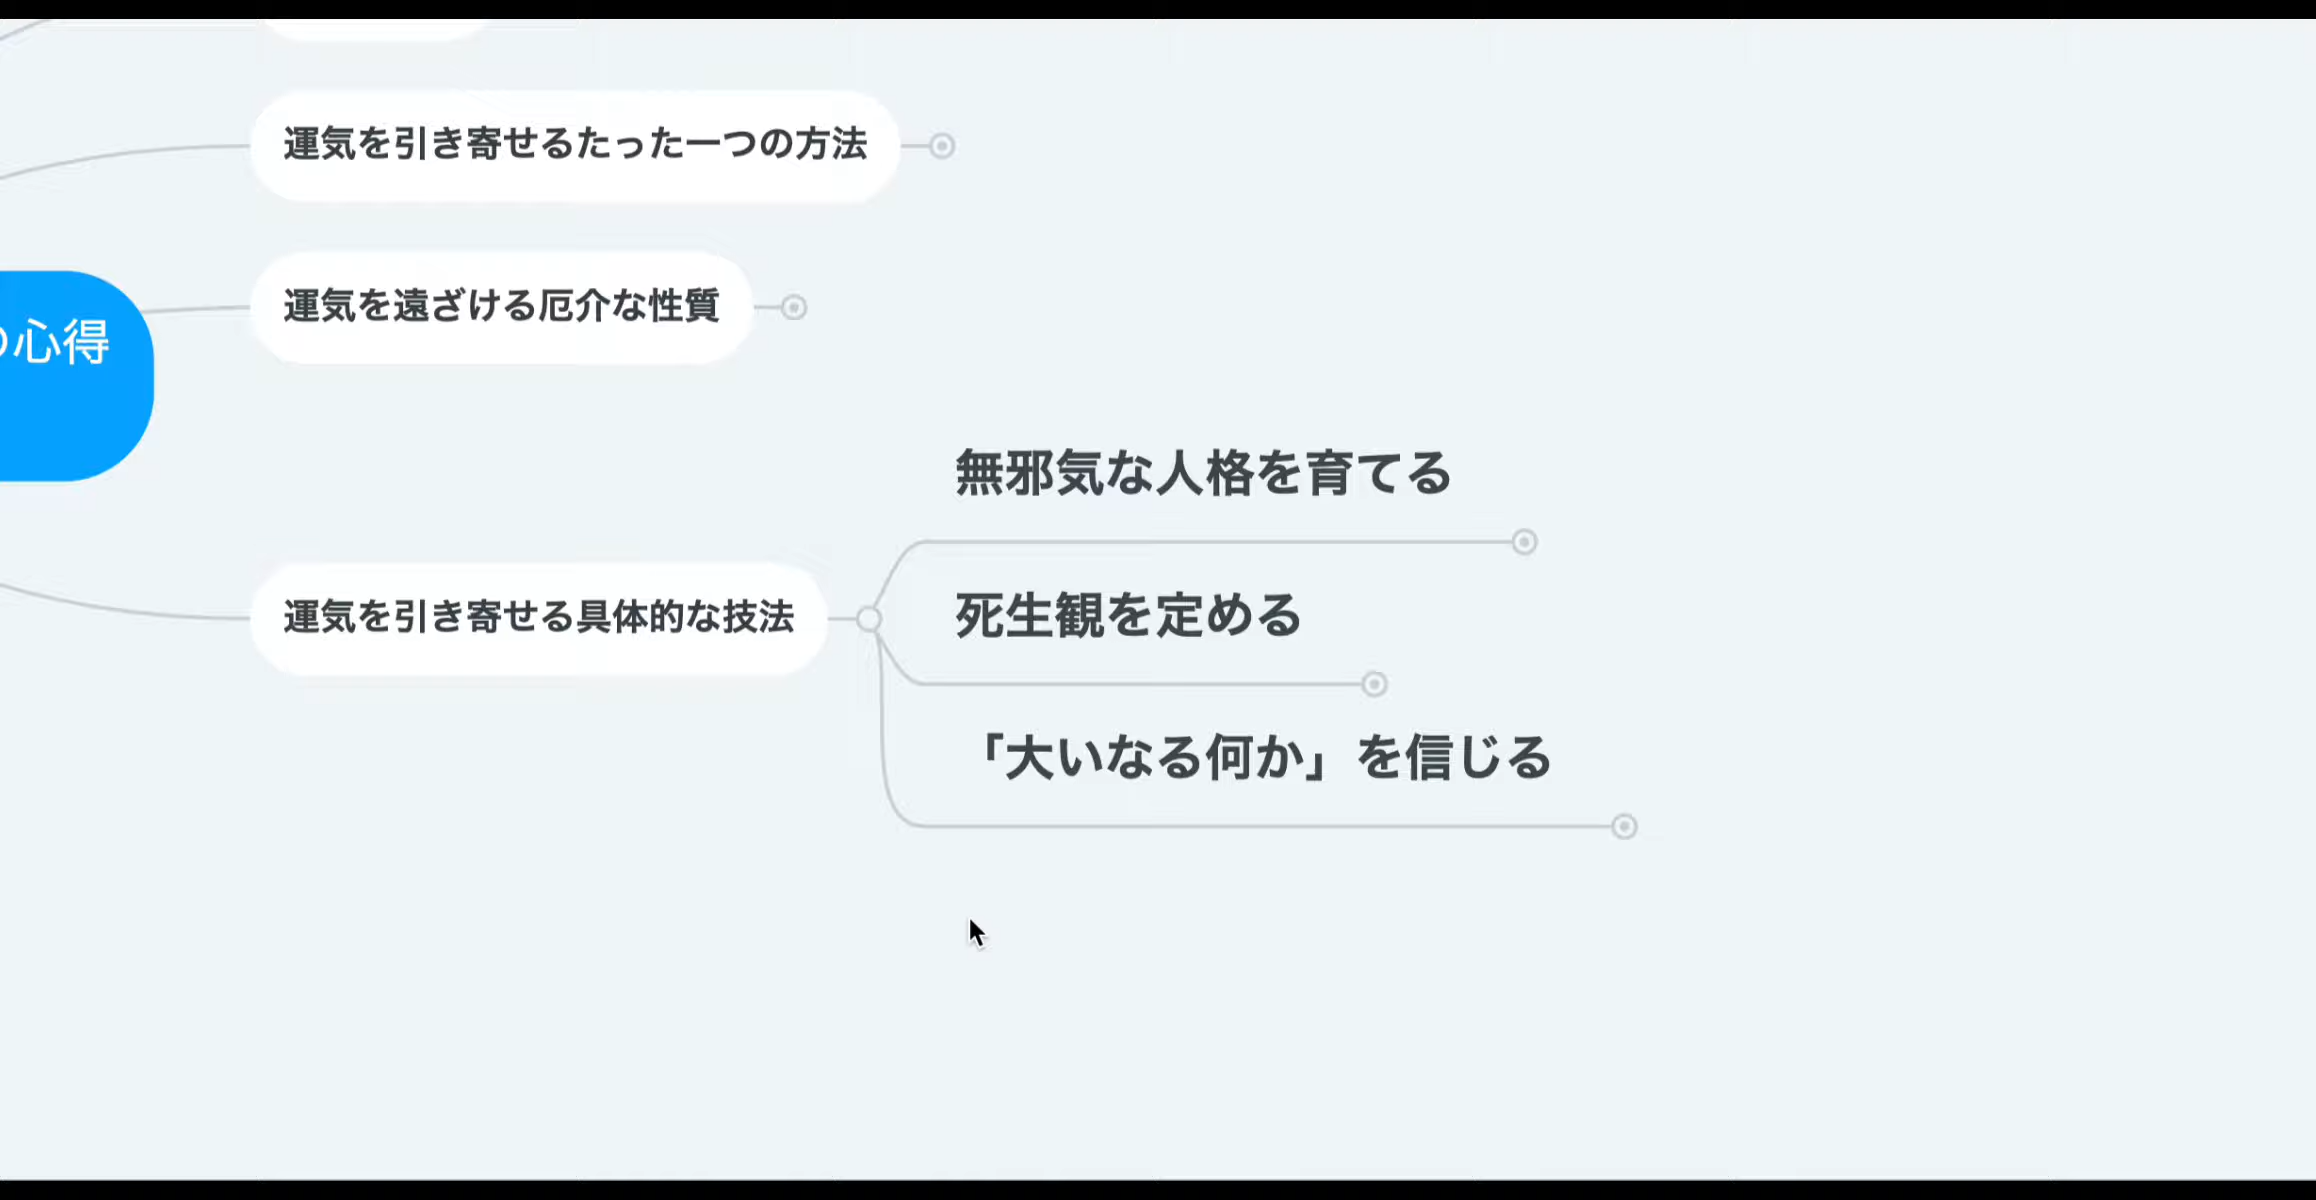 運気を引き寄せるたった一つの方法
運気を遠ざける厄介な性質
の心得
無邪気な人格を育てる
運気を引き寄せる具体的な技法
死生観を定める
「大いなる何か」を信じる